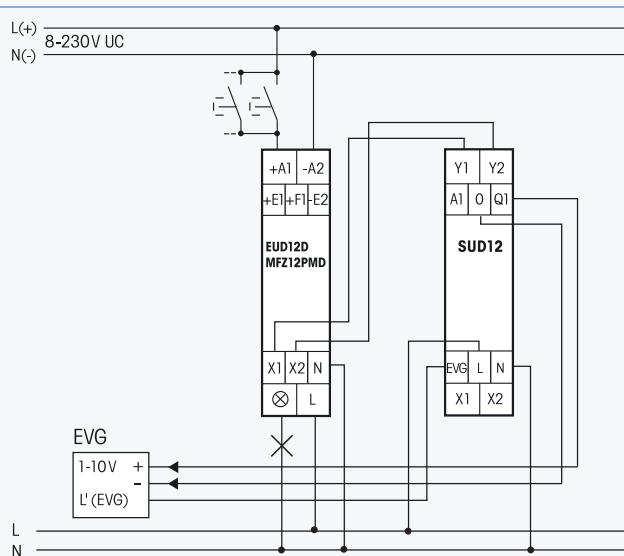 L(+)
8-230V UC
N(-)
+A1 -A2
+E1 +F1 -E2
EUD12D
MFZ12PMD
X1 X2 N
L
Y1 Y2
A1 0 Q1
SUD12
EVG L N
X1 X2
EVG
1-10V +
-
L'(EVG)
L
N